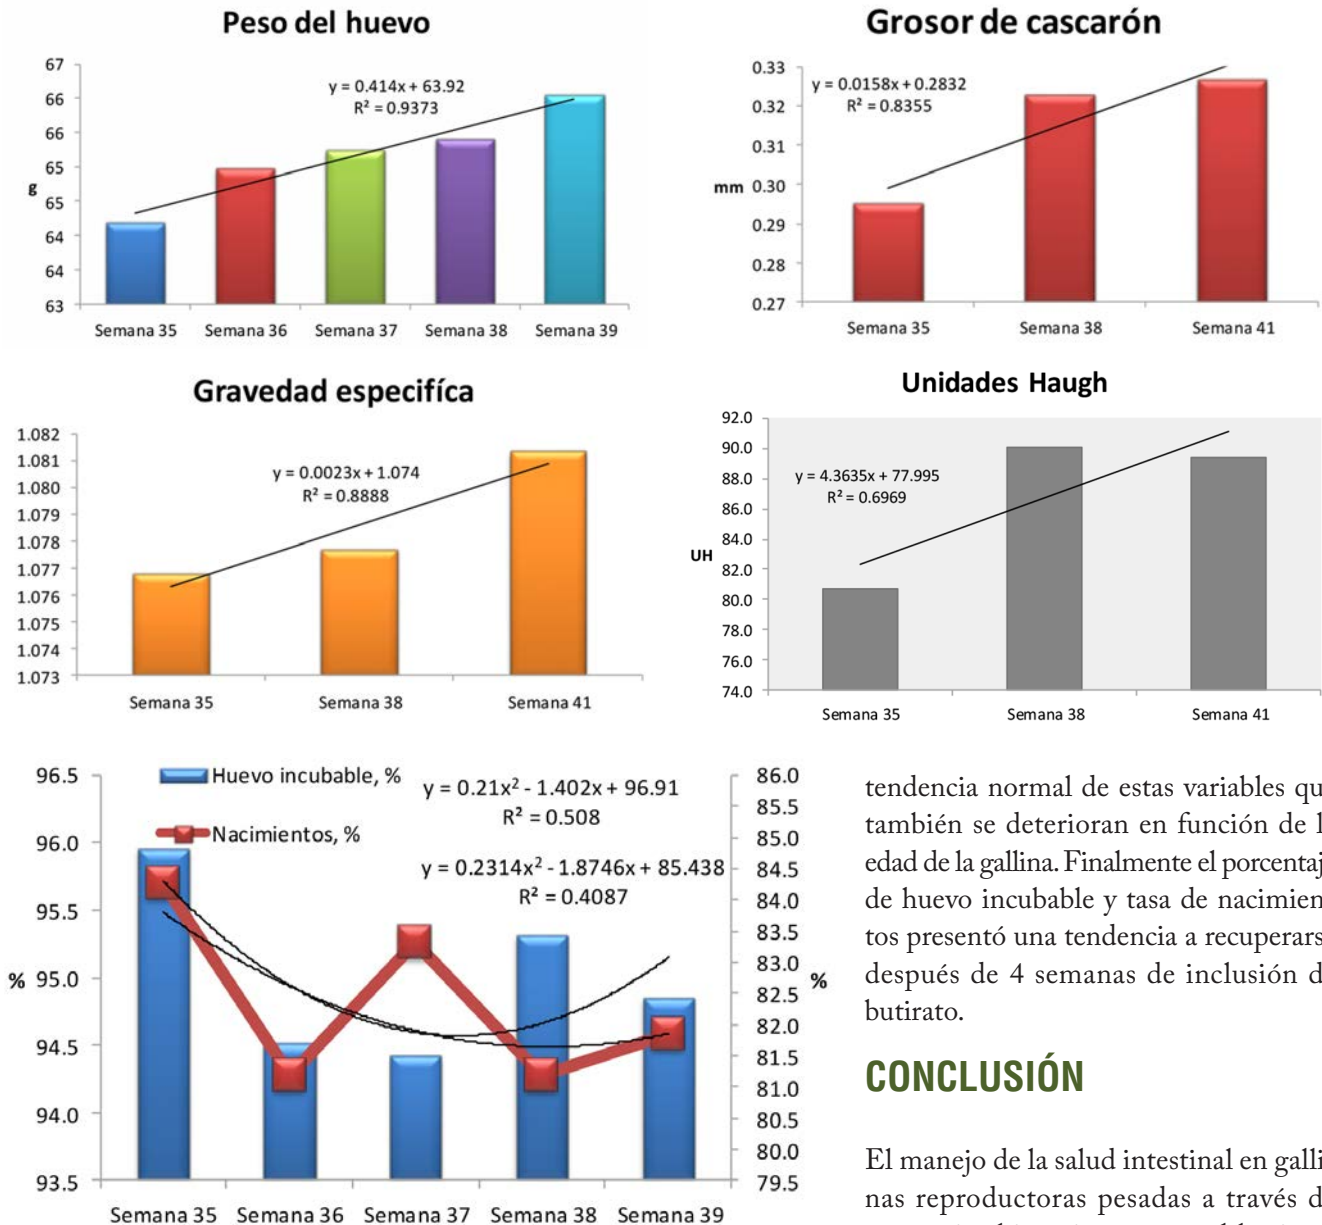 Peso del huevo
67
66
66
65
65
64
64
63
g
y = 0.414x + 63.92
R² = 0.9373
Semana 35 Semana 36 Semana 37 Semana 38 Semana 39
Grosor de cascarón
0.33
0.32
0.31
0.30
0.29
0.28
0.27
mm
y = 0.0158x + 0.2832
R² = 0.8355
Semana 35 Semana 38 Semana 41
Gravedad especifíca
1.082
1.081
1.080
1.079
1.078
1.077
1.076
1.075
1.074
1.073
y = 0.0023x + 1.074
R² = 0.8888
Semana 35 Semana 38 Semana 41
Unidades Haugh
92.0
90.0
88.0
86.0
84.0
82.0
80.0
78.0
76.0
74.0
UH
y = 4.3635x + 77.995
R² = 0.6969
Semana 35 Semana 38 Semana 41
96.5
96.0
95.5
95.0
94.5
94.0
93.5
%
Huevo incubable, %
Nacimientos, %
y = 0.21x² - 1.402x + 96.91
R² = 0.508
y = 0.2314x² - 1.8746x + 85.438
R² = 0.4087
86.0
85.5
85.0
84.5
84.0
83.5
83.0
82.5
82.0
81.5
81.0
80.5
80.0
79.5
%
Semana 35 Semana 36 Semana 37 Semana 38 Semana 39
tendencia normal de estas variables qu
también se deterioran en función de l
edad de la gallina. Finalmente el porcentaj
de huevo incubable y tasa de nacimien
tos presentó una tendencia a recuperars
después de 4 semanas de inclusión d
butirato.
CONCLUSIÓN
El manejo de la salud intestinal en galli
nas reproductoras pesadas a través d